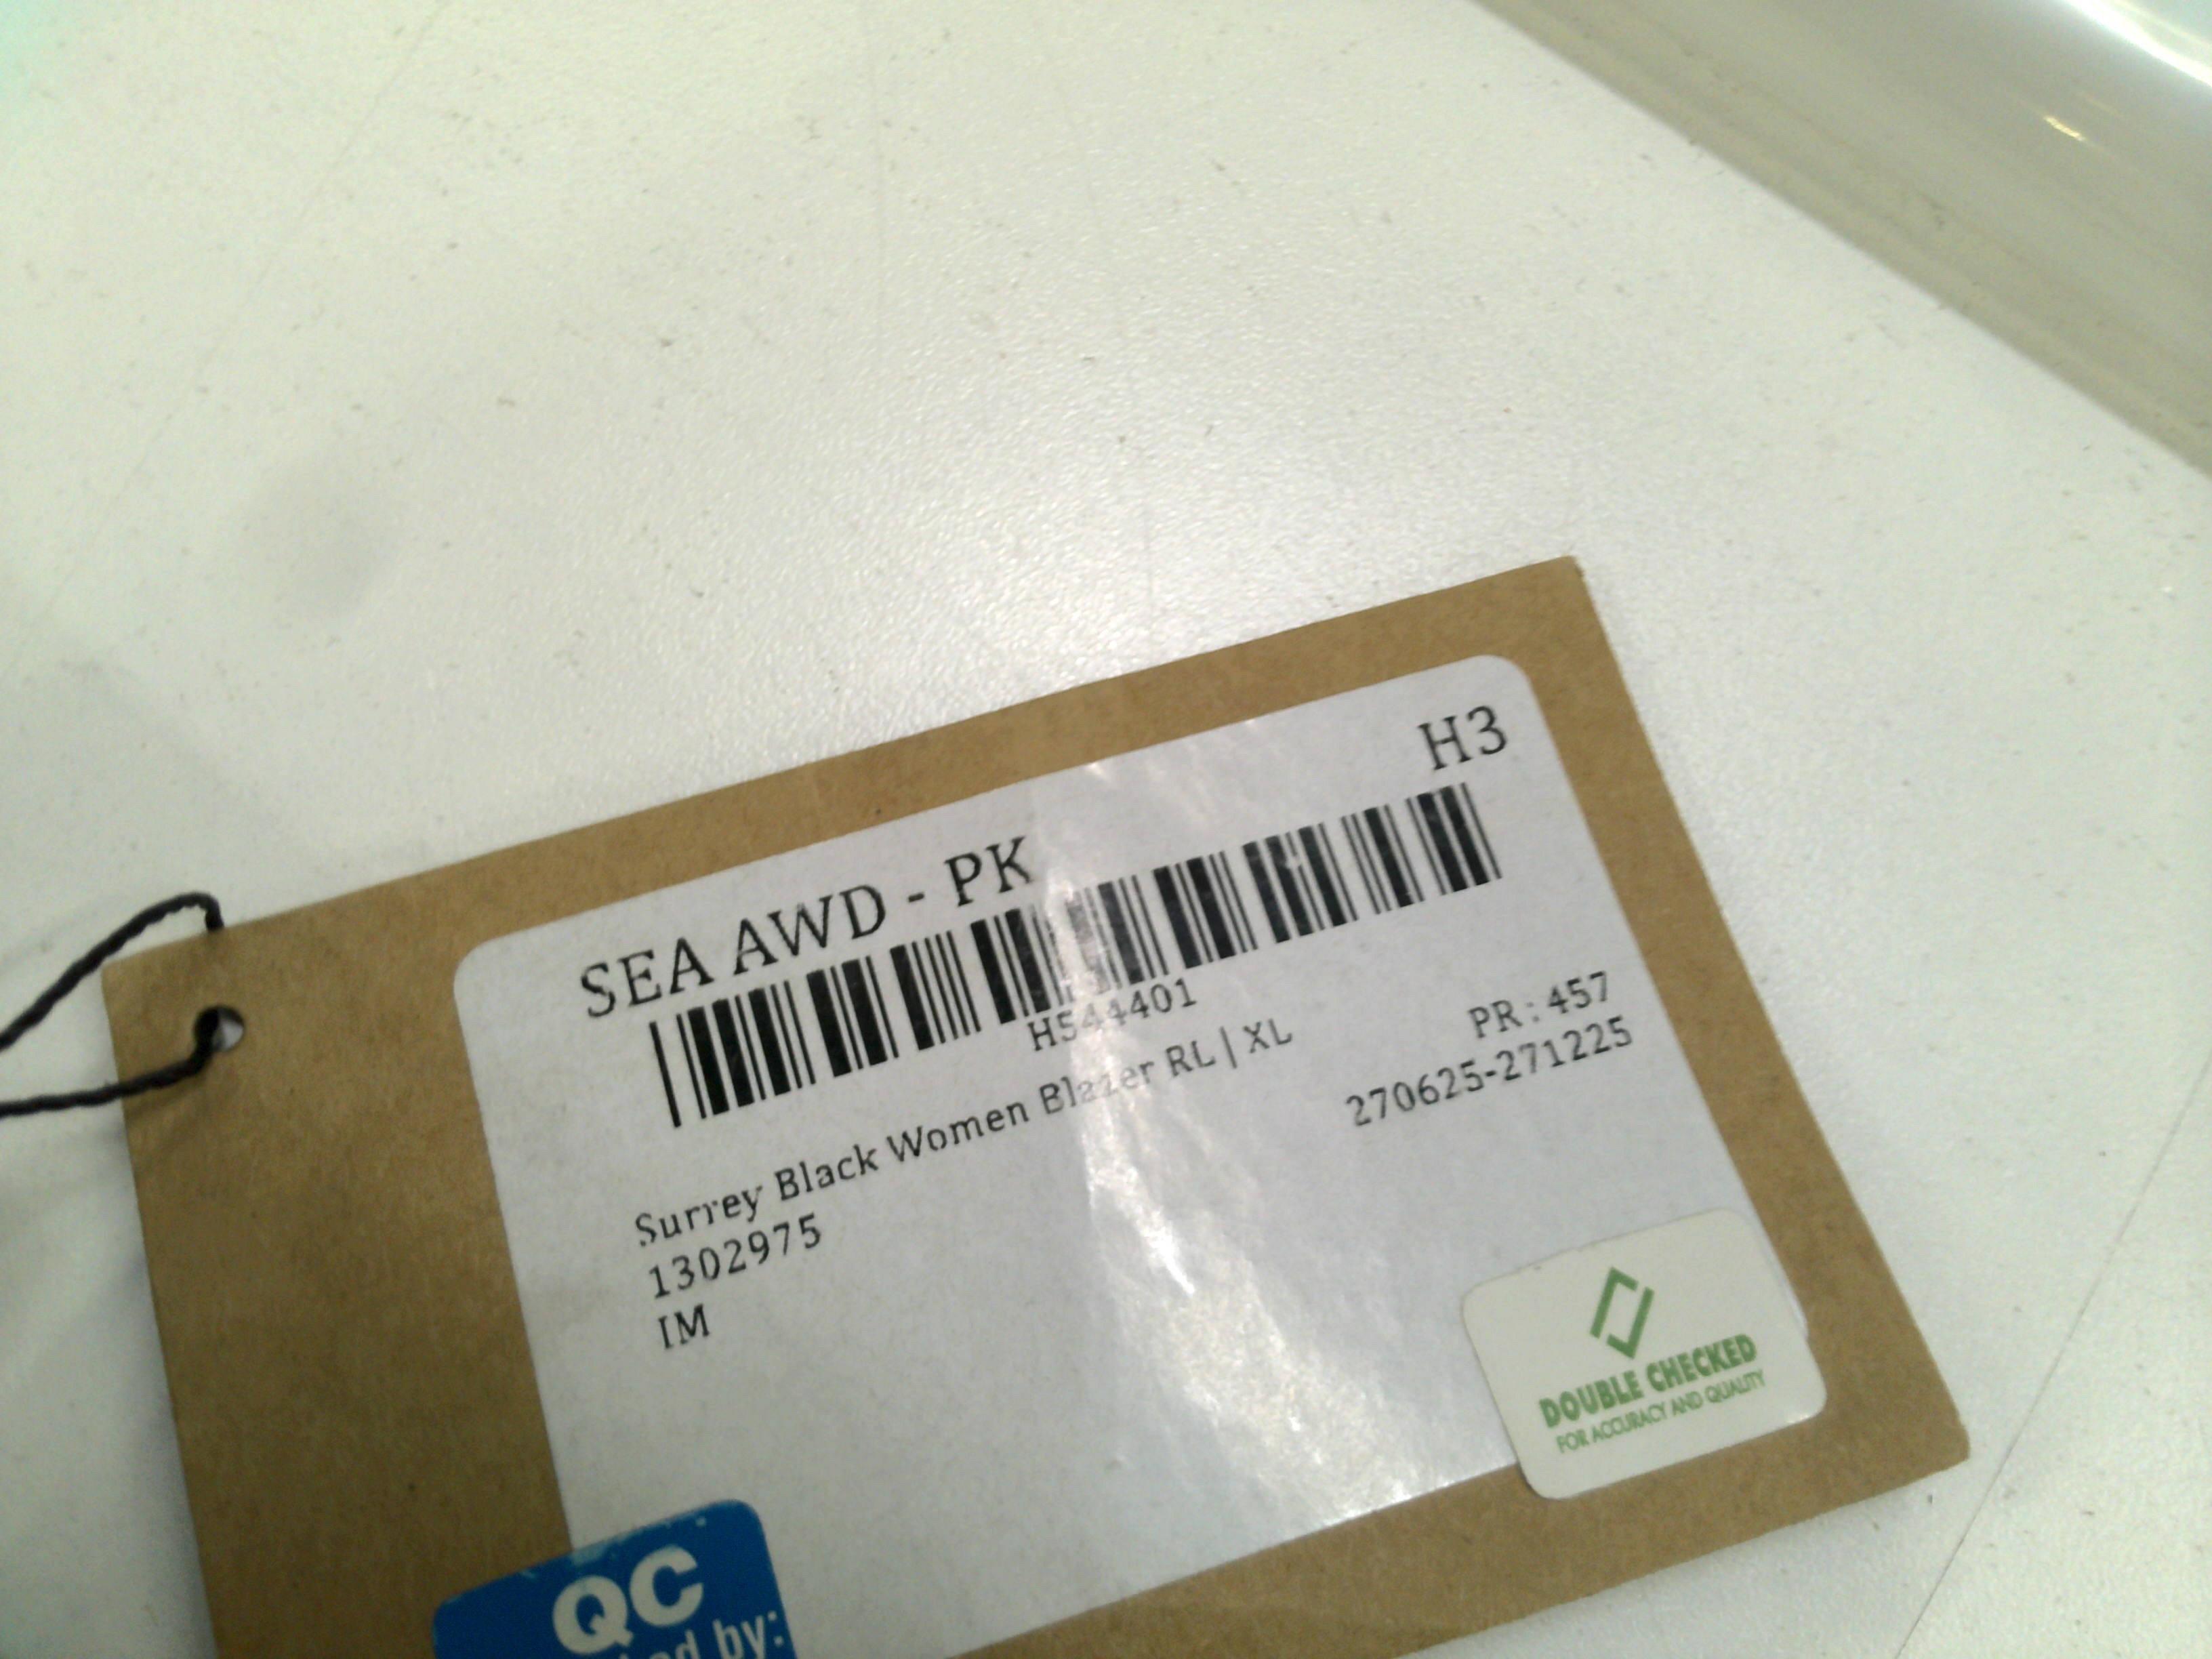 H3
SEA AWD - PK
H544401
Surrey Black Women Blazer RL | XL
PR : 457
1302975
270625-271225
IM
DOUBLE CHECKED
FOR ACCURACY AND QUALITY
QC
by: